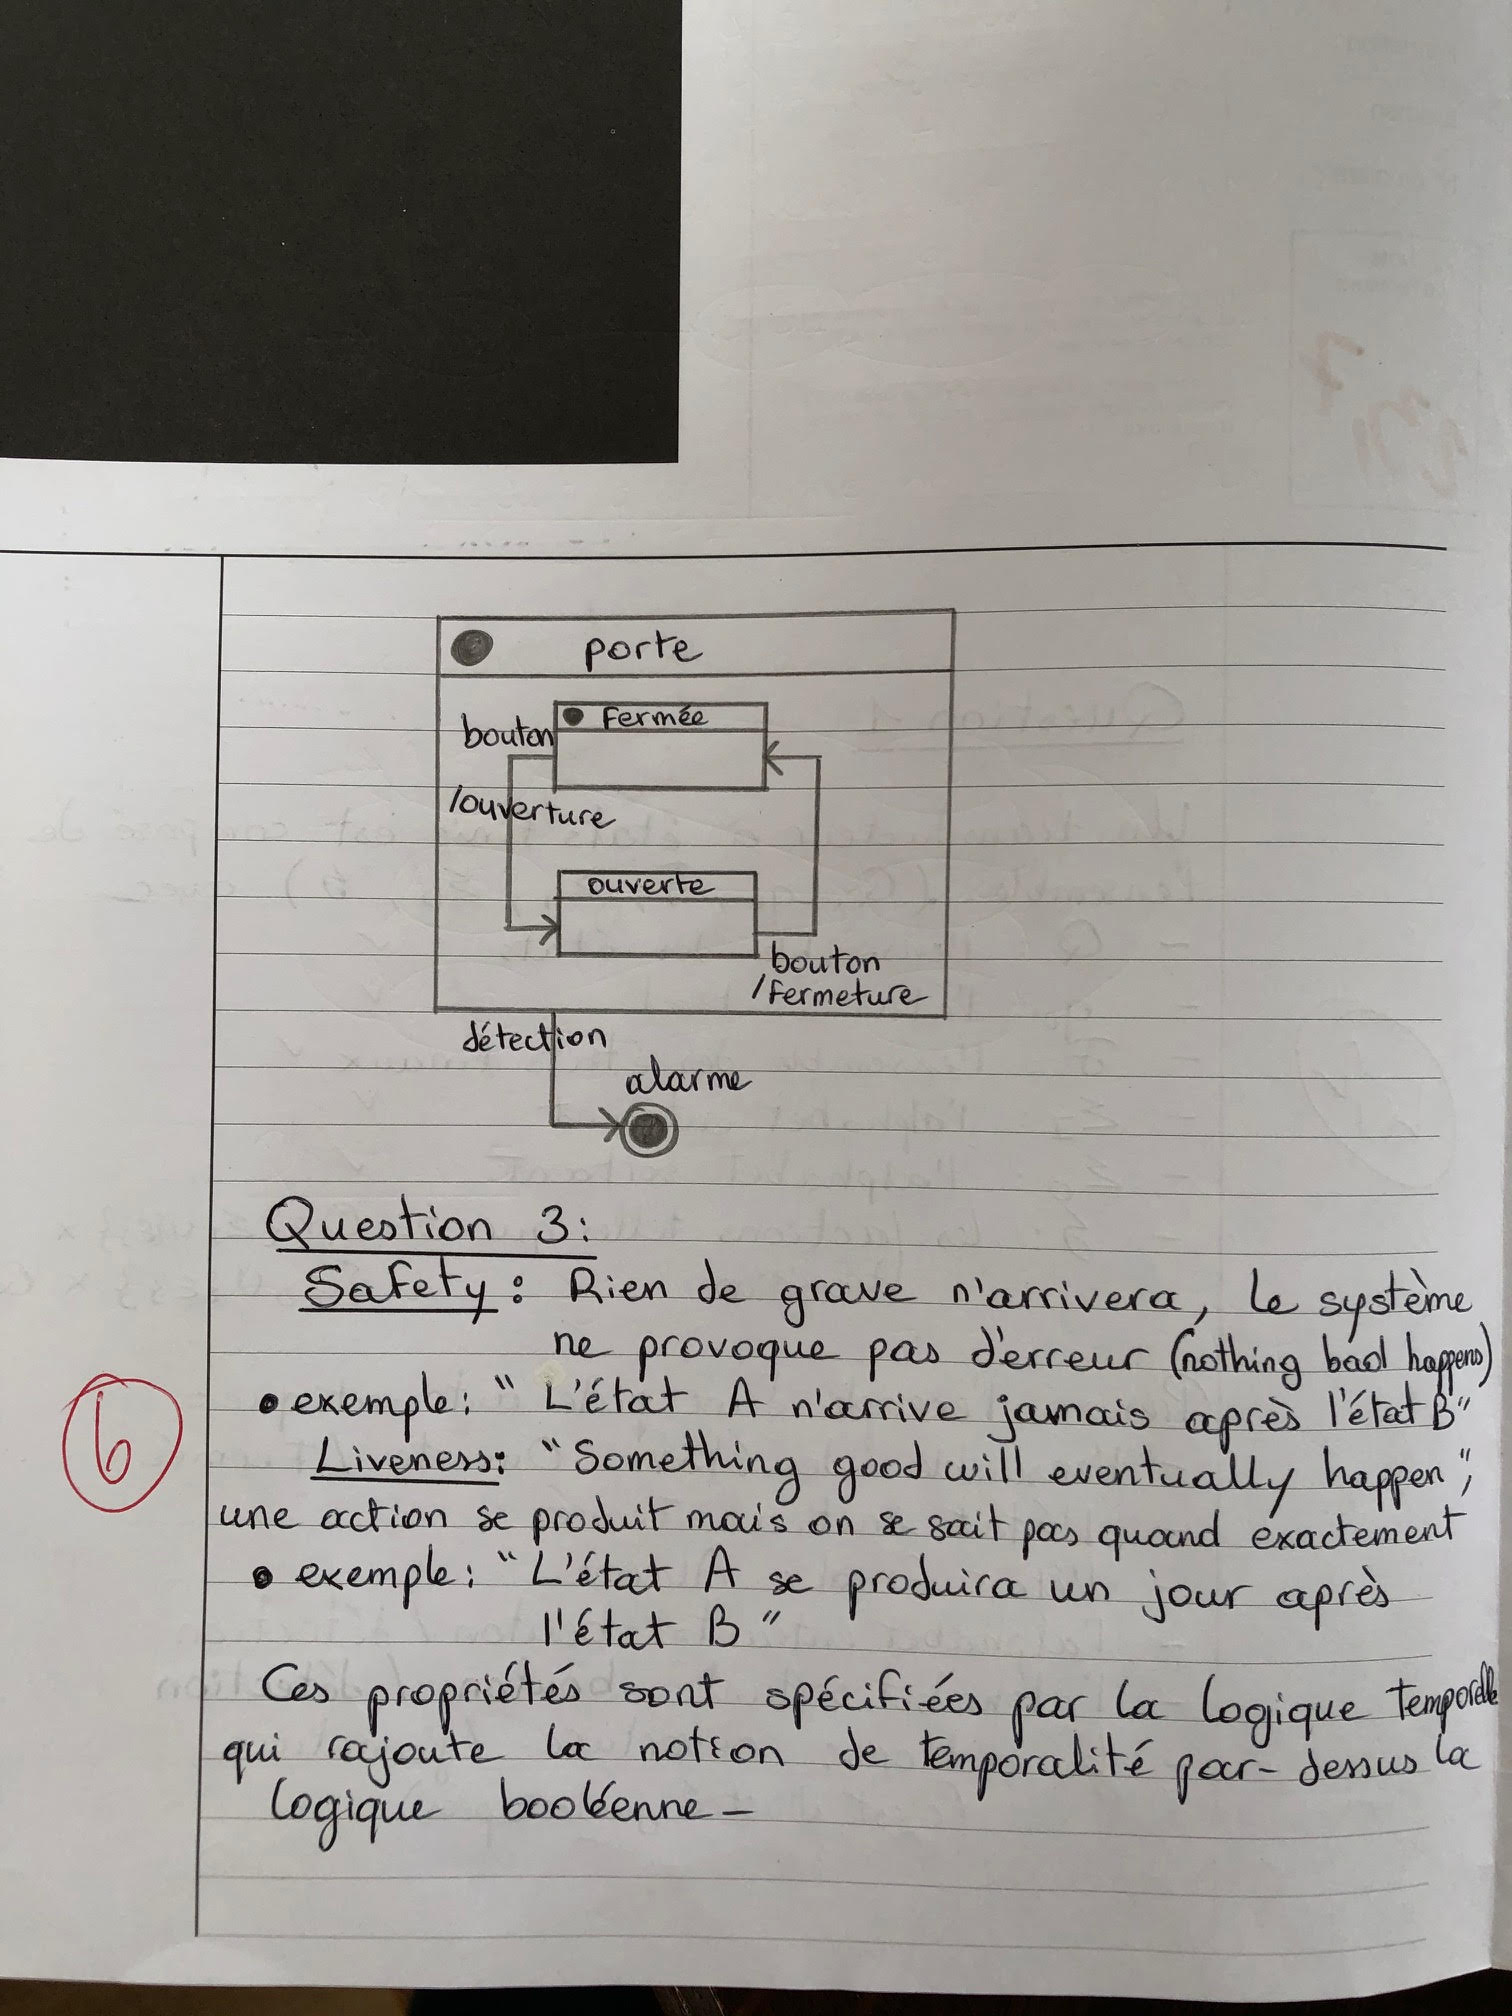 porte
fermée
bouton
/ouverture
ouverte
bouton
/fermeture
détection
alarme
Question 3:
Safety: Rien de grave n'arrivera, le système
ne provoque pas d'erreur (nothing bad happens)
• exemple: "L'état A n'arrive jamais après l'état B"
6
Liveness: "Something good will eventually happen",
une action se produit mais on se sait pas quand exactement
• exemple: "L'état A se produira un jour après
l'état B"
Ces propriétés sont spécifiées par la logique temporelle
qui rajoute la notion de temporalité par-dessus la
logique booléenne –